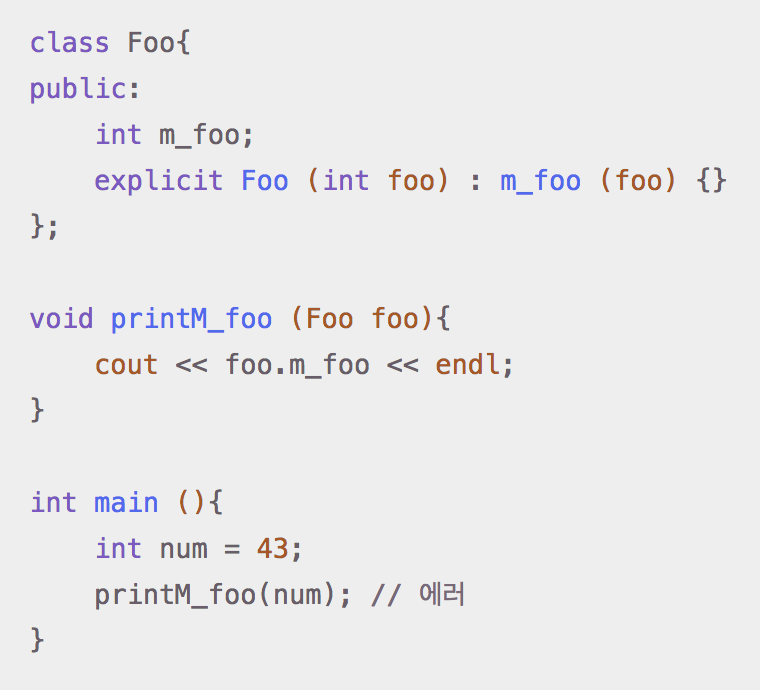 class Foo{
public:
    int m_foo;
    explicit Foo (int foo) : m_foo (foo) {}
};

void printM_foo (Foo foo){
    cout << foo.m_foo << endl;
}

int main (){
    int num = 43;
    printM_foo(num); // 에러
}